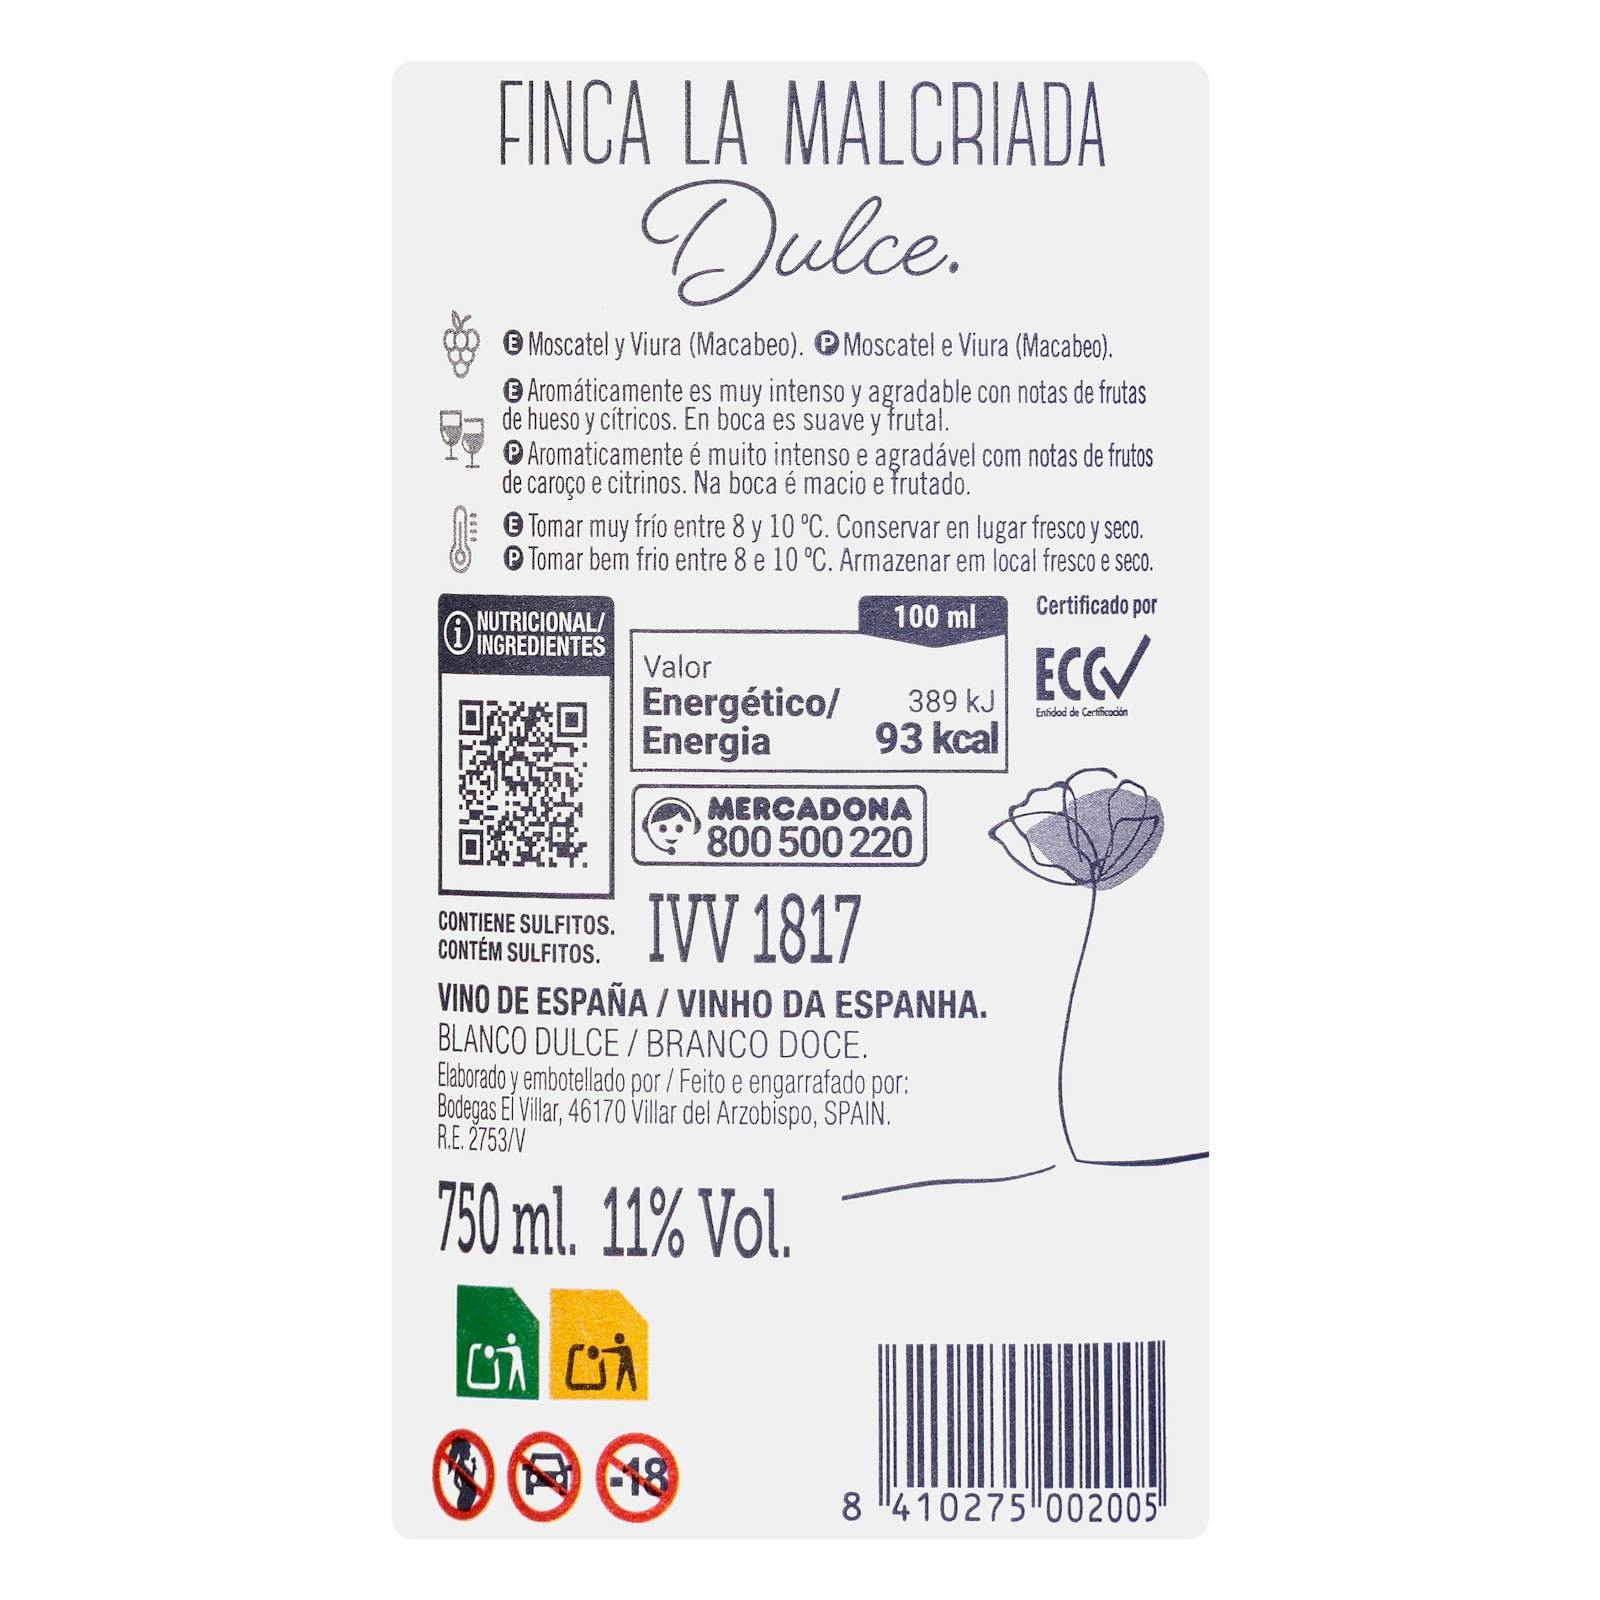 FINCA LA MALCRIADA
Dulce.
E Moscatel y Viura (Macabeo). P Moscatel e Viura (Macabeo).
E Aromáticamente es muy intenso y agradable con notas de frutas
de hueso y cítricos. En boca es suave y frutal.
P Aromaticamente é muito intenso e agradável com notas de frutos
de caroço e citrinos. Na boca é macio e frutado.
E Tomar muy frío entre 8 y 10 ºC. Conservar en lugar fresco y seco.
P Tomar bem frio entre 8 e 10 ºC. Armazenar em local fresco e seco.
i NUTRICIONAL/
INGREDIENTES
100 ml
Valor
Energético/
Energia
389 kJ
93 kcal
Certificado por
ECCV
Entidad de Certificación
MERCADONA
800 500 220
CONTIENE SULFITOS.
CONTÉM SULFITOS.
IVV 1817
VINO DE ESPAÑA / VINHO DA ESPANHA.
BLANCO DULCE / BRANCO DOCE.
Elaborado y embotellado por / Feito e engarrafado por:
Bodegas El Villar, 46170 Villar del Arzobispo, SPAIN.
R.E. 2753/V
750 ml. 11% Vol.
-18
8 410275 002005